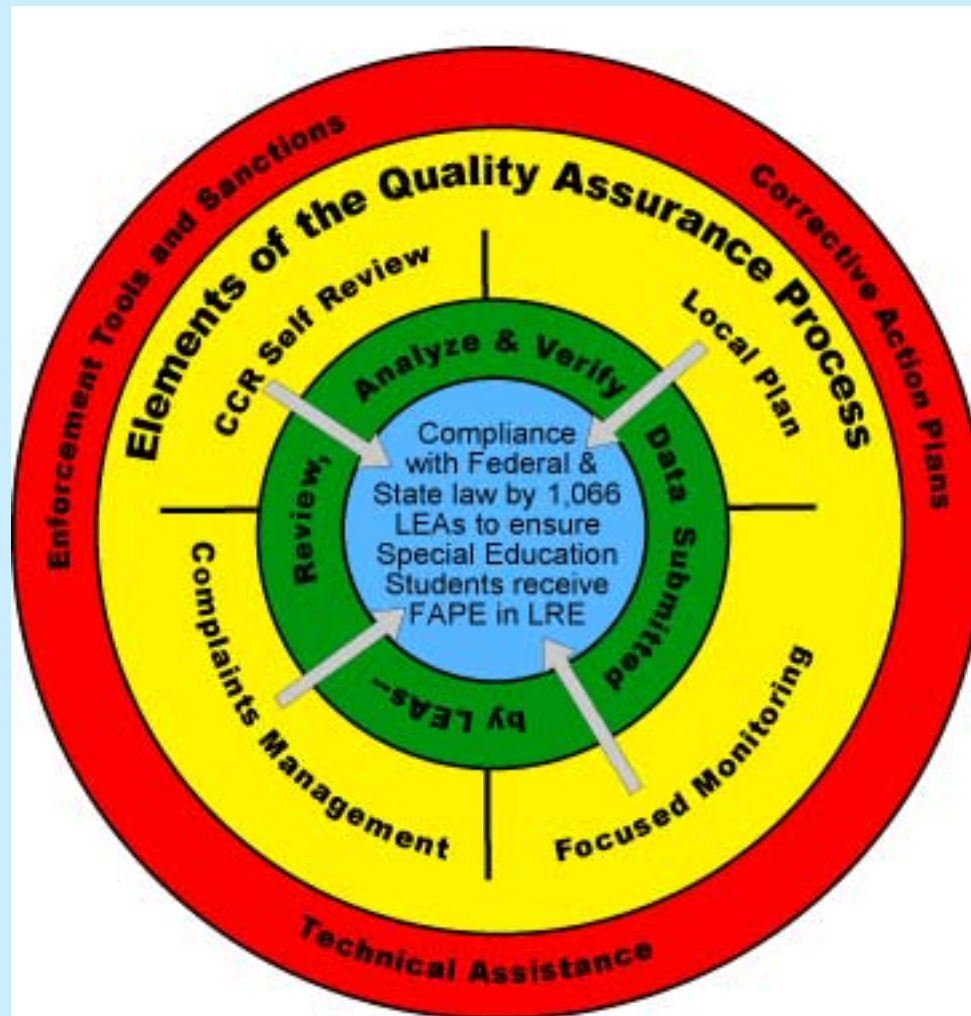 Enforcement Tools and Sanctions
Corrective Action Plans
Technical Assistance
Elements of the Quality Assurance Process
CCR Self Review
Local Plan
Complaints Management
Focused Monitoring
Review, Analyze & Verify Data Submitted by LEAs--
Compliance
with Federal &
State law by 1,066
LEAs to ensure
Special Education
Students receive
FAPE in LRE